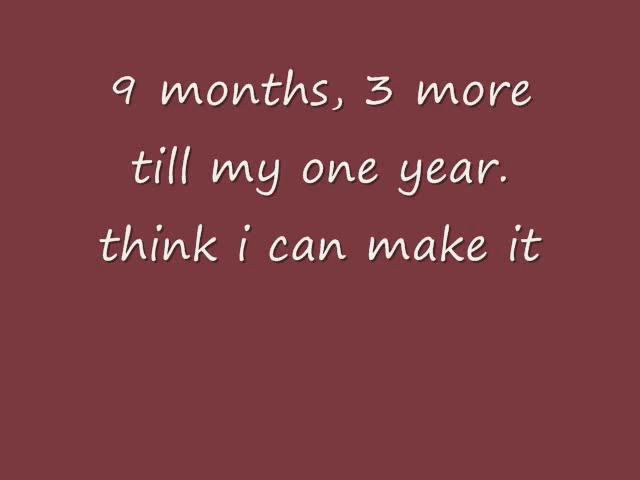 9 months, 3 more
till my one year.
think i can make it